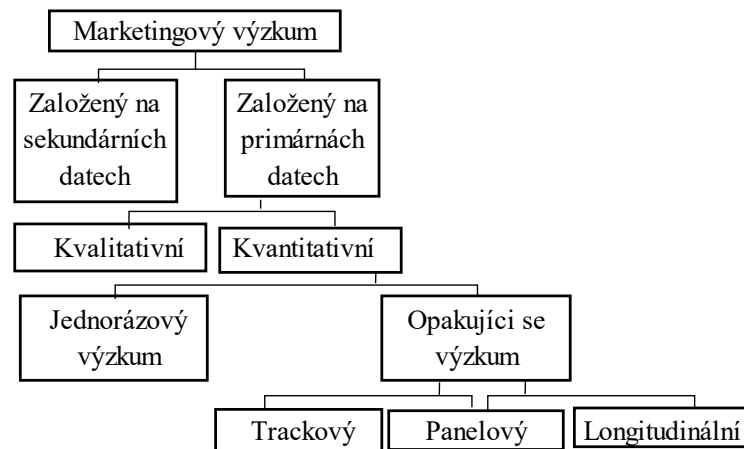 Marketingový výzkum
Založený na
sekundárních
datech
Založený na
primárnách
datech
Kvalitativní
Kvantitativní
Jednorázový
výzkum
Opakujíci se
výzkum
Trackový
Panelový
Longitudinální